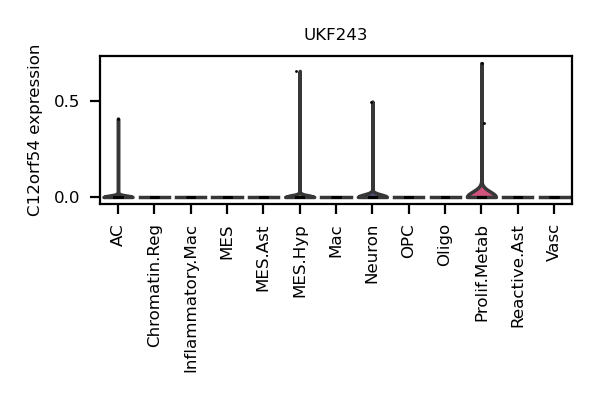 UKF243
C12orf54 expression
0.5
0.0
AC
Chromatin.Reg
Inflammatory.Mac
MES
MES.Ast
MES.Hyp
Mac
Neuron
OPC
Oligo
Prolif.Metab
Reactive.Ast
Vasc